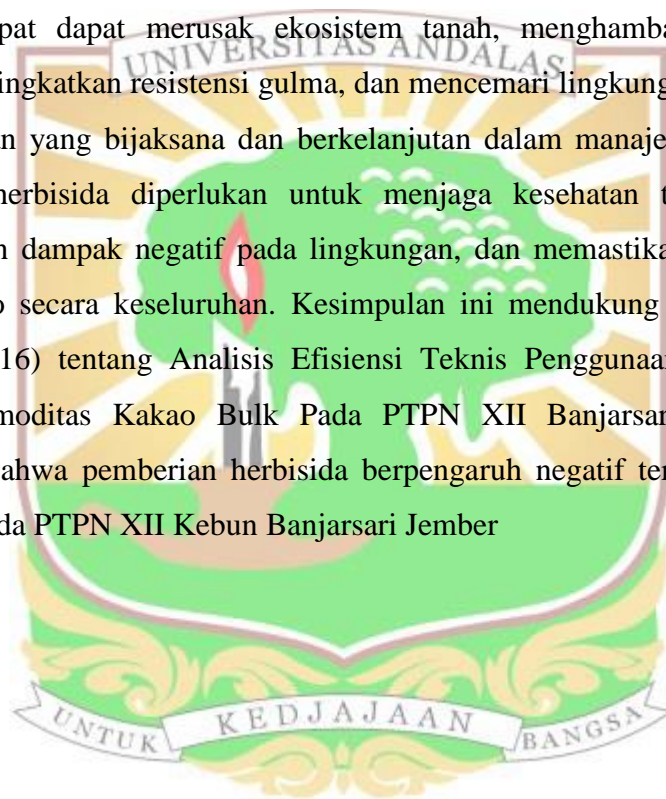 pat dapat merusak ekosistem tanah, menghamba
UNIVERSITAS ANDALAS
ingkatkan resistensi gulma, dan mencemari lingkung
n yang bijaksana dan berkelanjutan dalam manaje
herbisida diperlukan untuk menjaga kesehatan t
n dampak negatif pada lingkungan, dan memastika
o secara keseluruhan. Kesimpulan ini mendukung
16) tentang Analisis Efisiensi Teknis Penggunaan
moditas Kakao Bulk Pada PTPN XII Banjarsar
ahwa pemberian herbisida berpengaruh negatif ter
da PTPN XII Kebun Banjarsari Jember
UNTUK KEDJAJAAN BANGSA